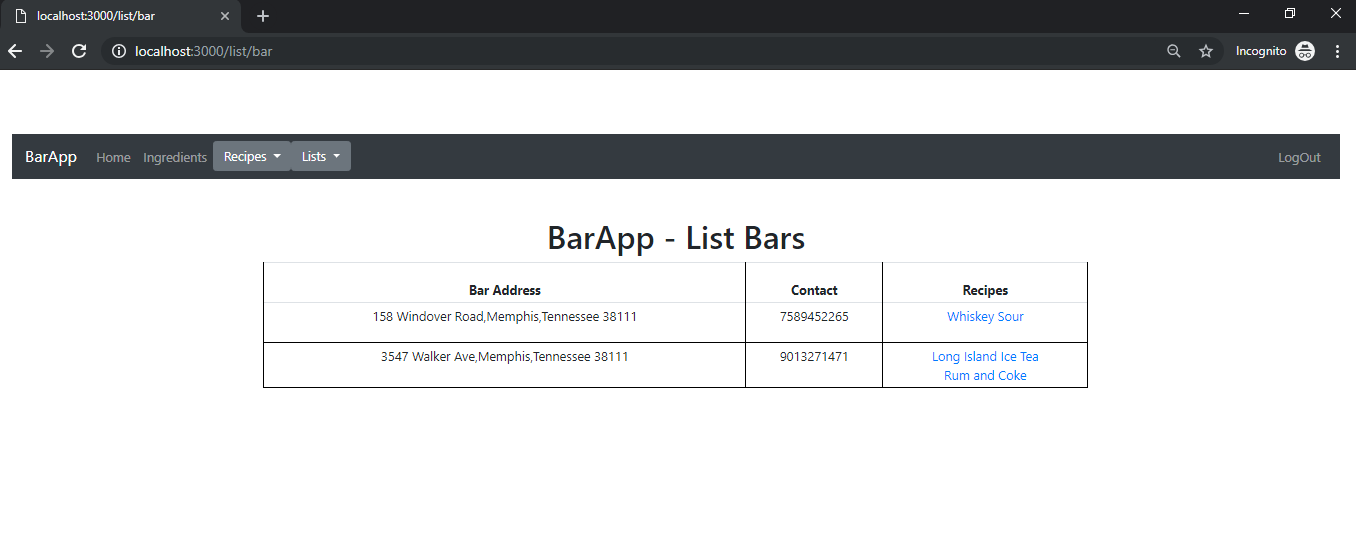 localhost:3000/list/bar
localhost:3000/list/bar Incognito
BarApp Home Ingredients Recipes Lists LogOut
BarApp - List Bars
Bar Address Contact Recipes
158 Windover Road,Memphis,Tennessee 38111 7589452265 Whiskey Sour
3547 Walker Ave,Memphis,Tennessee 38111 9013271471 Long Island Ice Tea
Rum and Coke